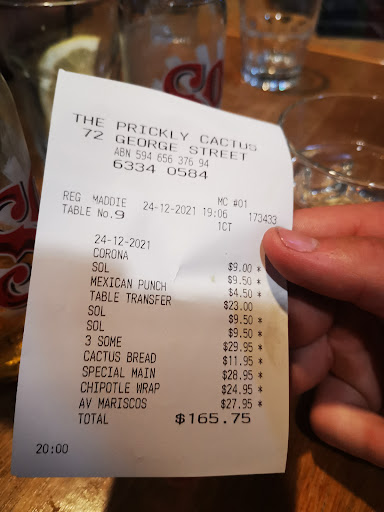 THE PRICKLY CACTUS
72 GEORGE STREET
ABN 594 656 376 94
6334 0584
REG MADDIE MC #01
TABLE No.9 24-12-2021 19:06 173433
1CT
24-12-2021
CORONA $9.00 *
SOL $9.50 *
MEXICAN PUNCH $4.50 *
TABLE TRANSFER $23.00
SOL $9.50 *
SOL $9.50 *
3 SOME $29.95 *
CACTUS BREAD $11.95 *
SPECIAL MAIN $28.95 *
CHIPOTLE WRAP $24.95 *
AV MARISCOS $27.95 *
TOTAL $165.75
20:00